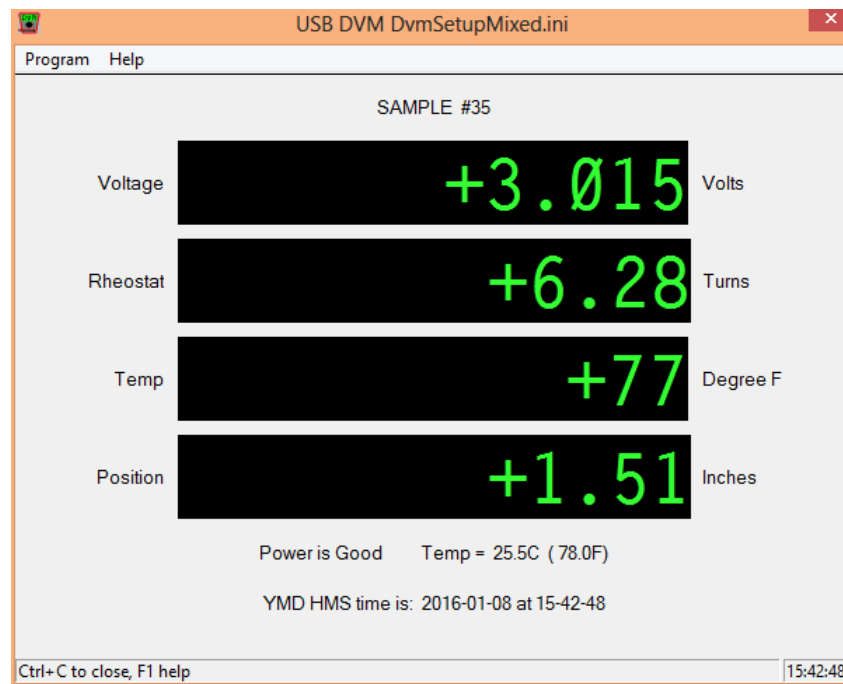 USB DVM DvmSetupMixed.ini
Program Help
SAMPLE #35
Voltage +3.015 Volts
Rheostat +6.28 Turns
Temp +77 Degree F
Position +1.51 Inches
Power is Good Temp = 25.5C ( 78.0F)
YMD HMS time is: 2016-01-08 at 15-42-48
Ctrl+C to close, F1 help 15:42:48